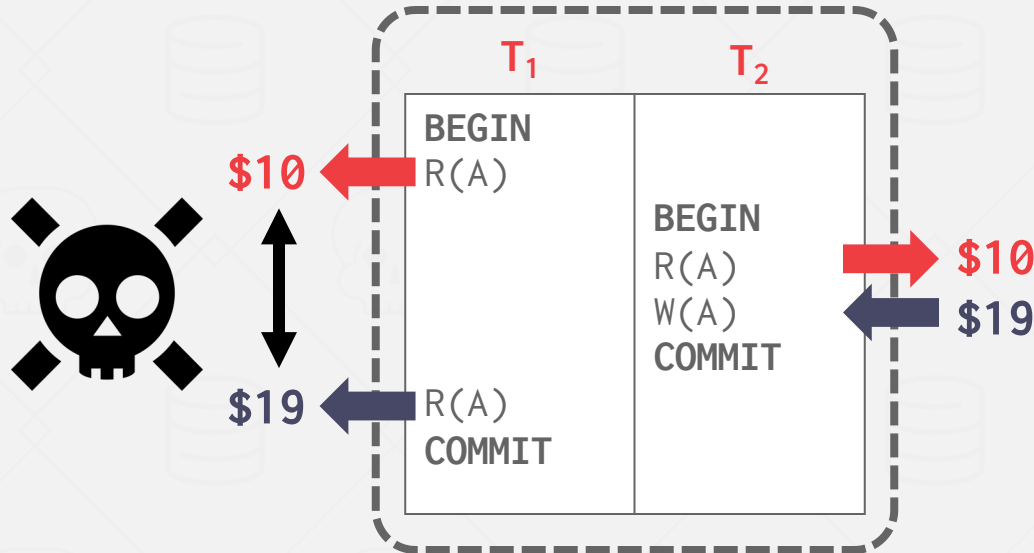 T₁ T₂
BEGIN
$10 R(A)
BEGIN
R(A) $10
W(A) $19
COMMIT
$19 R(A)
COMMIT